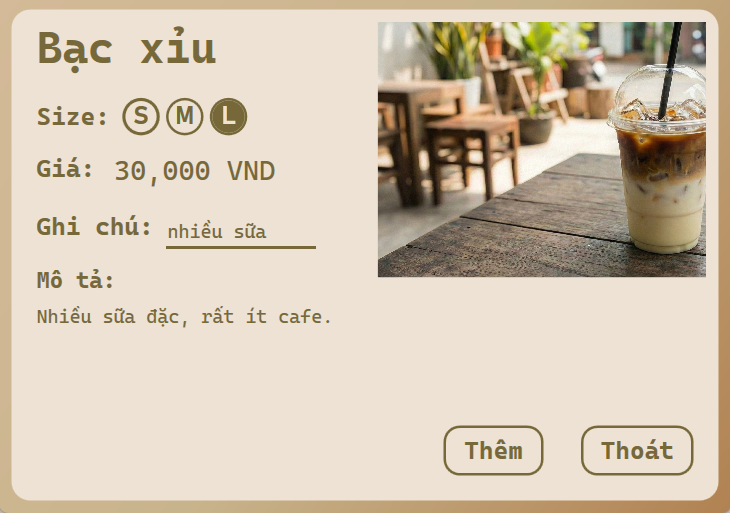 Bạc xỉu
Size: S M L
Giá: 30,000 VND
Ghi chú: nhiều sữa
Mô tả:
Nhiều sữa đặc, rất ít cafe.
Thêm Thoát